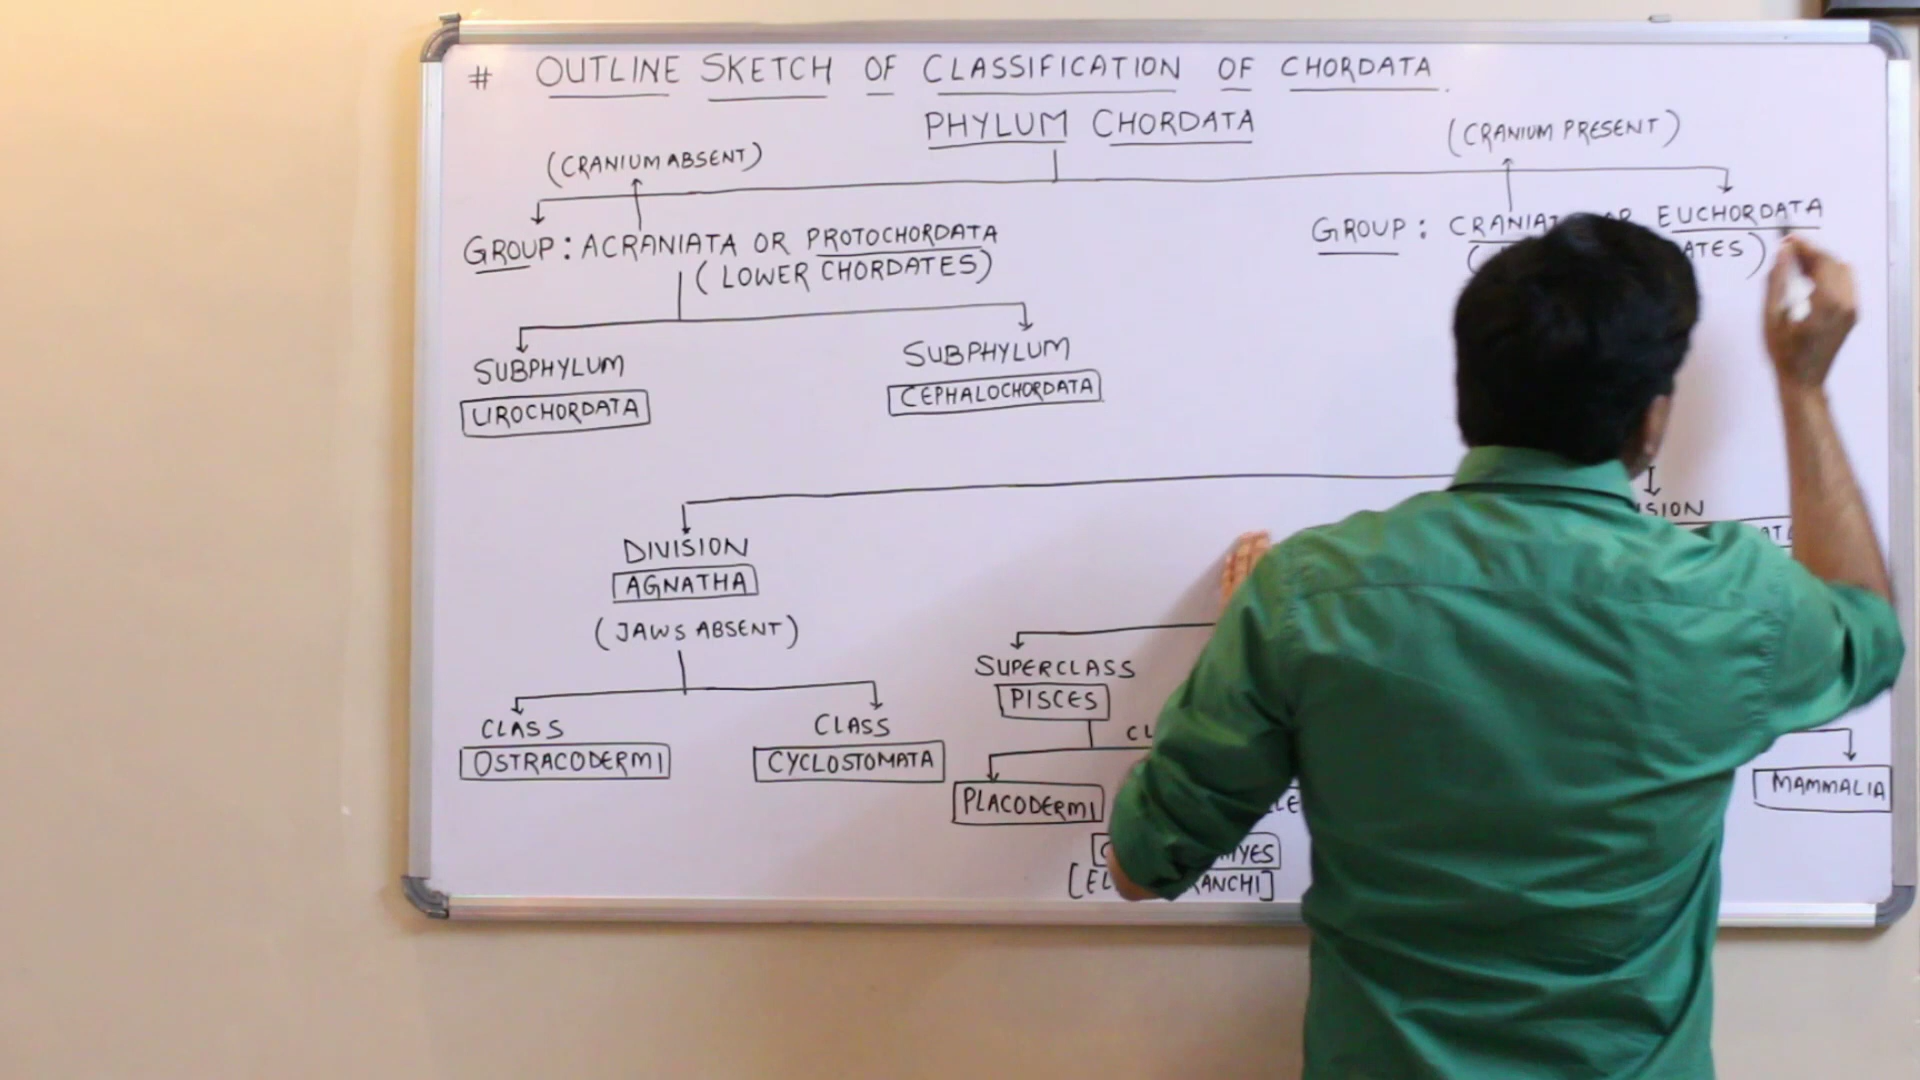 # OUTLINE SKETCH OF CLASSIFICATION OF CHORDATA.
PHYLUM CHORDATA
(CRANIUM ABSENT)
(CRANIUM PRESENT)
GROUP: ACRANIATA OR PROTOCHORDATA
(LOWER CHORDATES)
GROUP: EUCHORDATA
SUBPHYLUM
UROCHORDATA
SUBPHYLUM
CEPHALOCHORDATA
DIVISION
AGNATHA
(JAWS ABSENT)
CLASS
OSTRACODERMI
CLASS
CYCLOSTOMATA
SUPERCLASS
PISCES
PLACODERMI
MAMMALIA